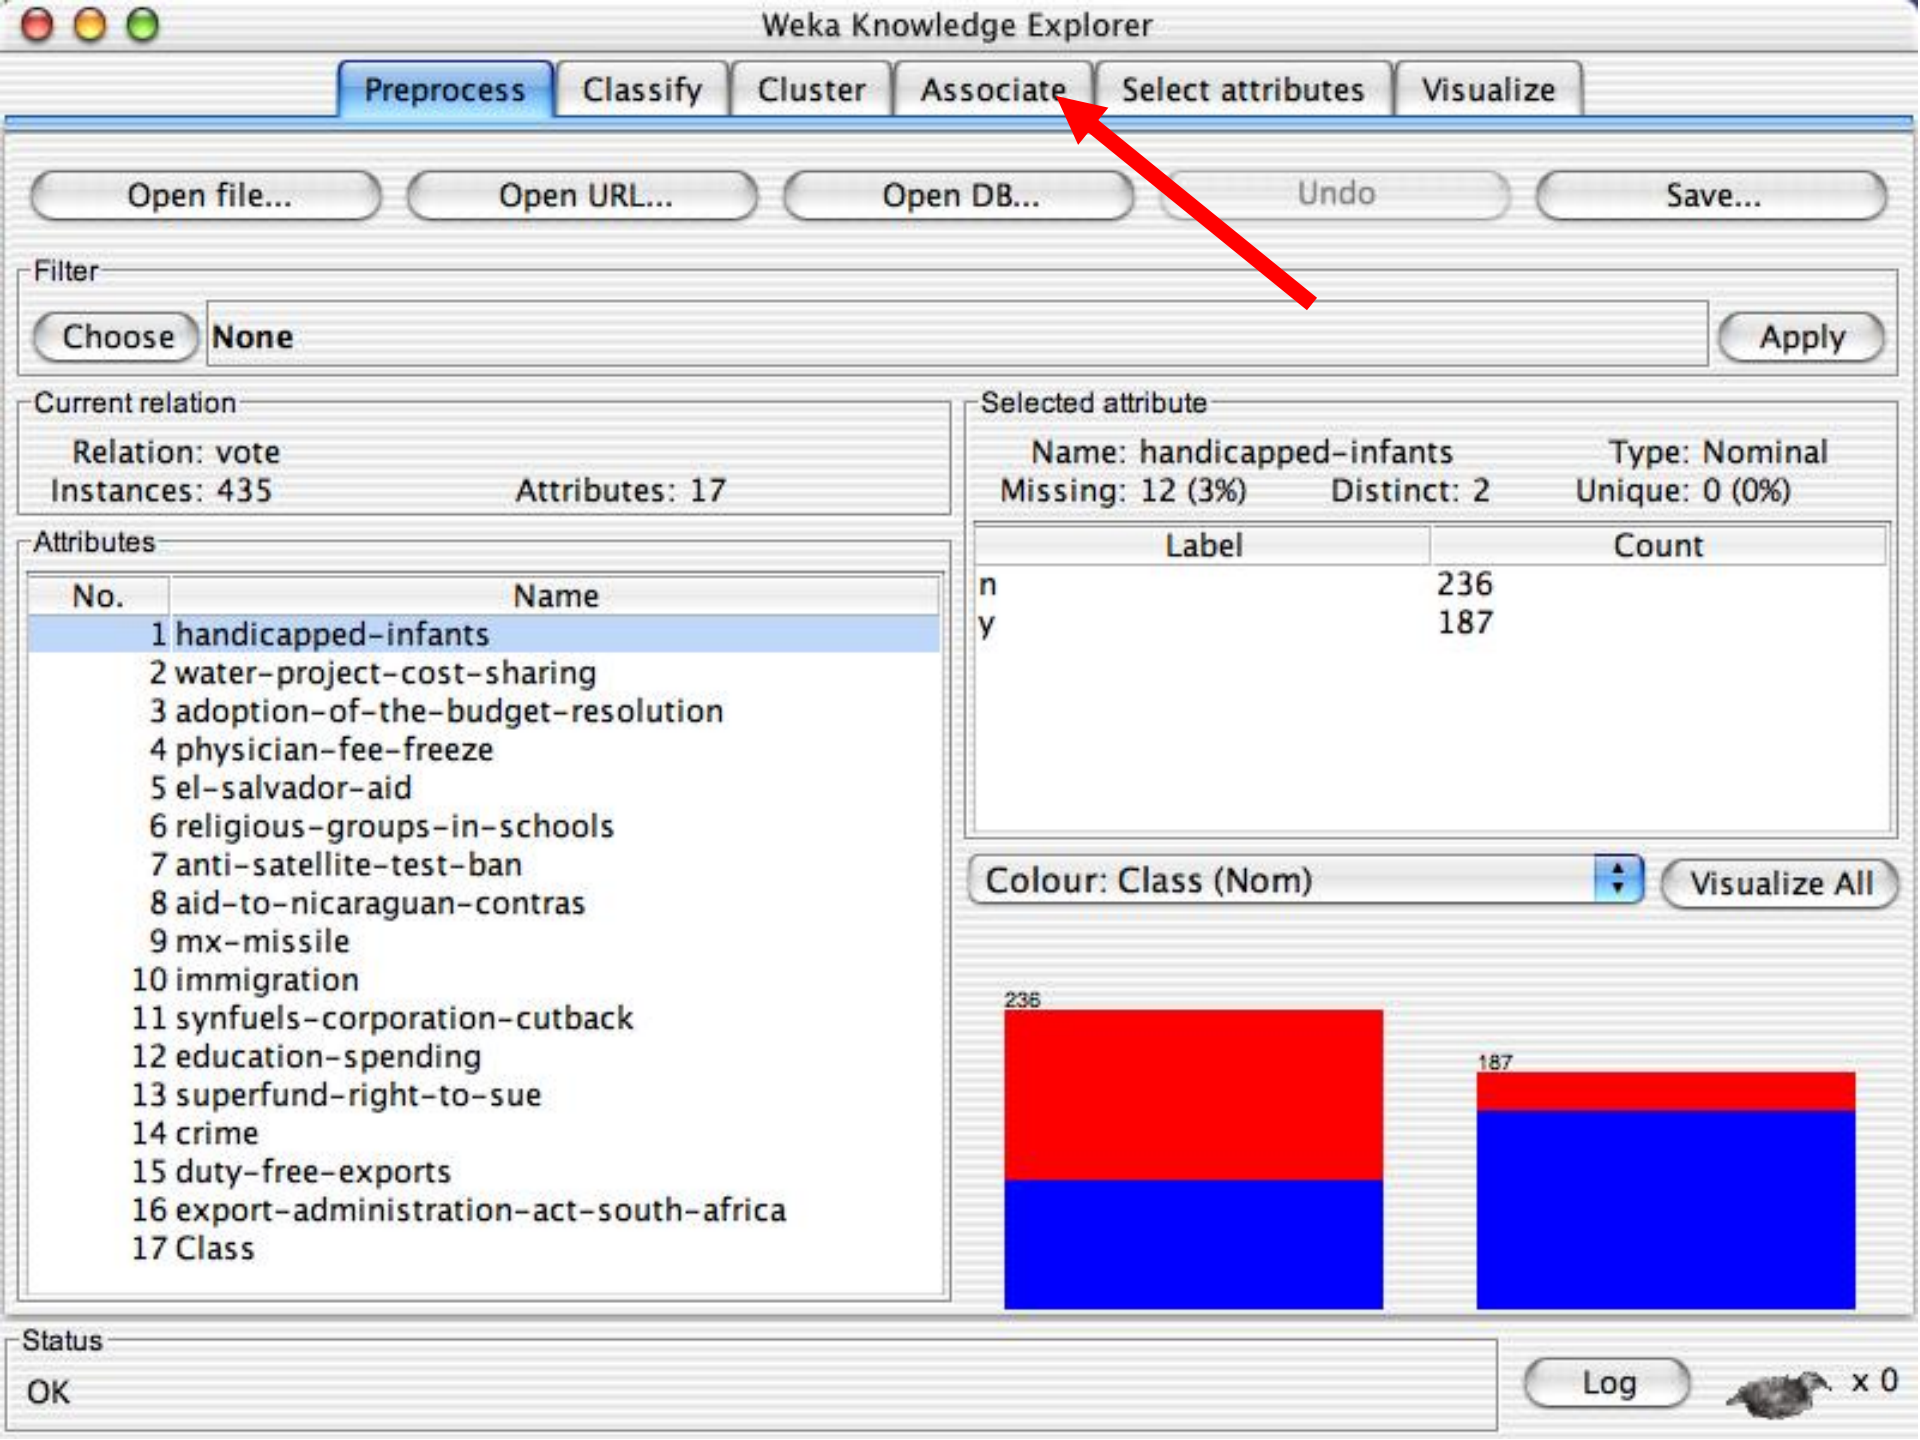 Weka Knowledge Explorer
Preprocess Classify Cluster Associate Select attributes Visualize
Open file... Open URL... Open DB... Undo Save...
Filter
Choose None Apply
Current relation
Relation: vote
Instances: 435 Attributes: 17
Attributes
No. Name
1 handicapped-infants
2 water-project-cost-sharing
3 adoption-of-the-budget-resolution
4 physician-fee-freeze
5 el-salvador-aid
6 religious-groups-in-schools
7 anti-satellite-test-ban
8 aid-to-nicaraguan-contras
9 mx-missile
10 immigration
11 synfuels-corporation-cutback
12 education-spending
13 superfund-right-to-sue
14 crime
15 duty-free-exports
16 export-administration-act-south-africa
17 Class
Selected attribute
Name: handicapped-infants Type: Nominal
Missing: 12 (3%) Distinct: 2 Unique: 0 (0%)
Label Count
n 236
y 187
Colour: Class (Nom) Visualize All
236
187
Status
OK
Log x 0